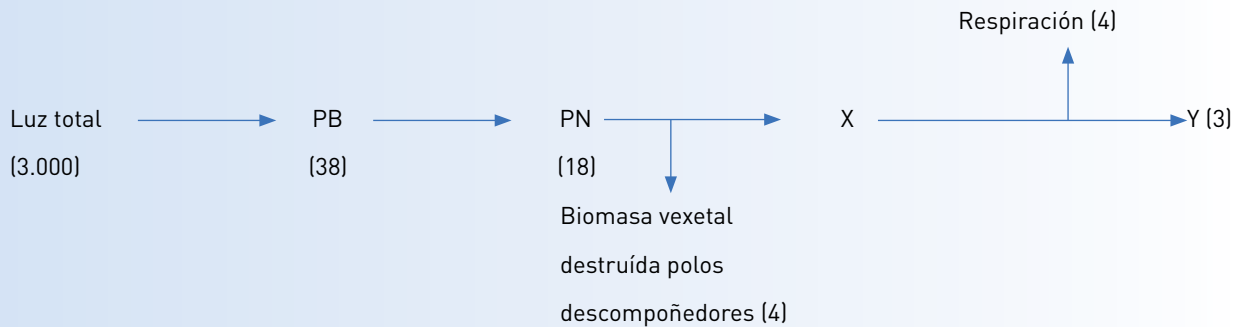 Respiración (4)
Luz total
(3.000)
PB
(38)
PN
(18)
X
Y (3)
Biomasa vexetal
destruída polos
descompoñedores (4)